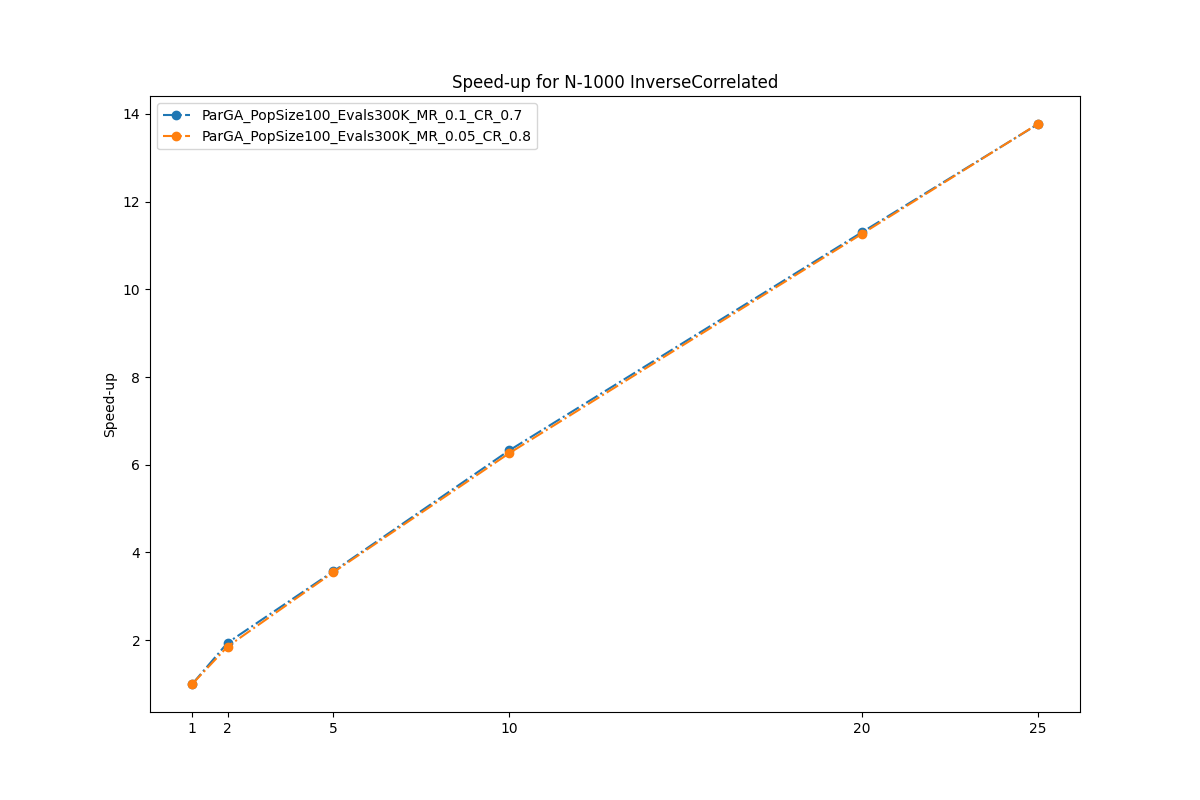 Speed-up for N-1000 InverseCorrelated
ParGA_PopSize100_Evals300K_MR_0.1_CR_0.7
ParGA_PopSize100_Evals300K_MR_0.05_CR_0.8
14
12
10
8
6
4
2
Speed-up
1 2 5 10 20 25